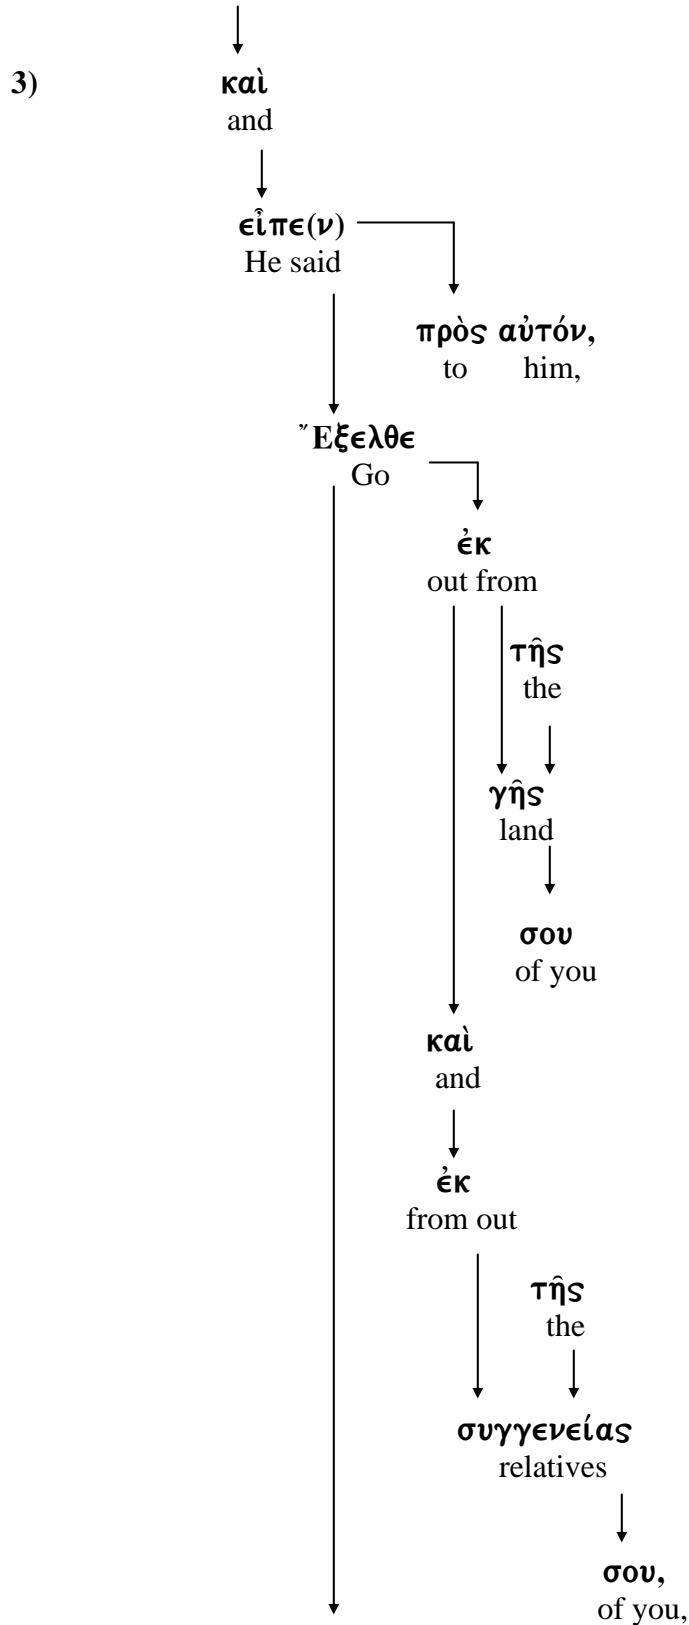 3) καὶ
and
εἶπε(ν)
He said
πρὸς αὐτόν,
to him,
Ἔξελθε
Go
ἐκ
out from
τῆς
the
γῆς
land
σου
of you
καὶ
and
ἐκ
from out
τῆς
the
συγγενείας
relatives
σου,
of you,